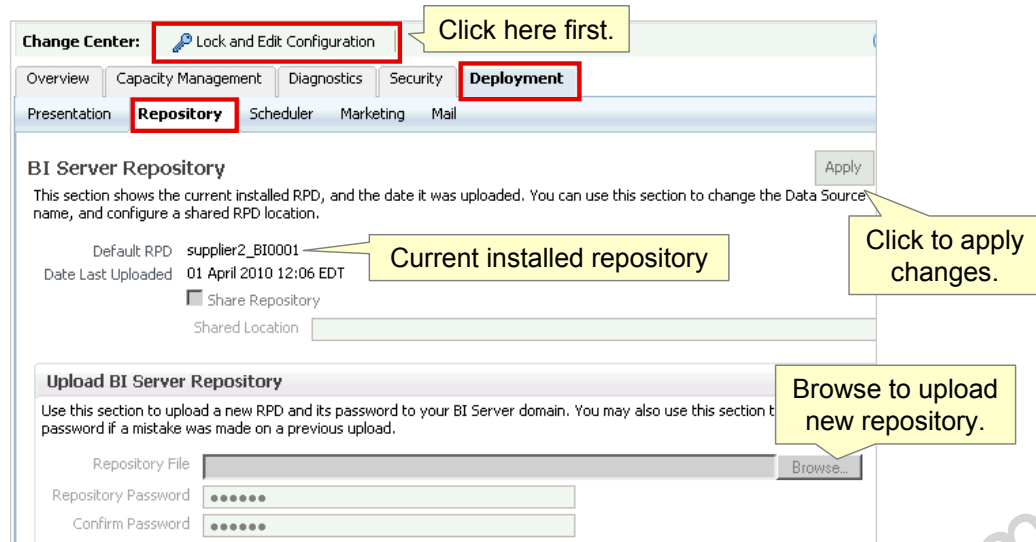 Click here first.
Change Center: Lock and Edit Configuration
Overview Capacity Management Diagnostics Security Deployment
Presentation Repository Scheduler Marketing Mail
BI Server Repository Apply
This section shows the current installed RPD, and the date it was uploaded. You can use this section to change the Data Source
name, and configure a shared RPD location.
Click to apply
changes.
Default RPD supplier2_BI0001
Current installed repository
Date Last Uploaded 01 April 2010 12:06 EDT
Share Repository
Shared Location
Upload BI Server Repository
Browse to upload
new repository.
Use this section to upload a new RPD and its password to your BI Server domain. You may also use this section t
password if a mistake was made on a previous upload.
Repository File Browse...
Repository Password ●●●●●●
Confirm Password ●●●●●●